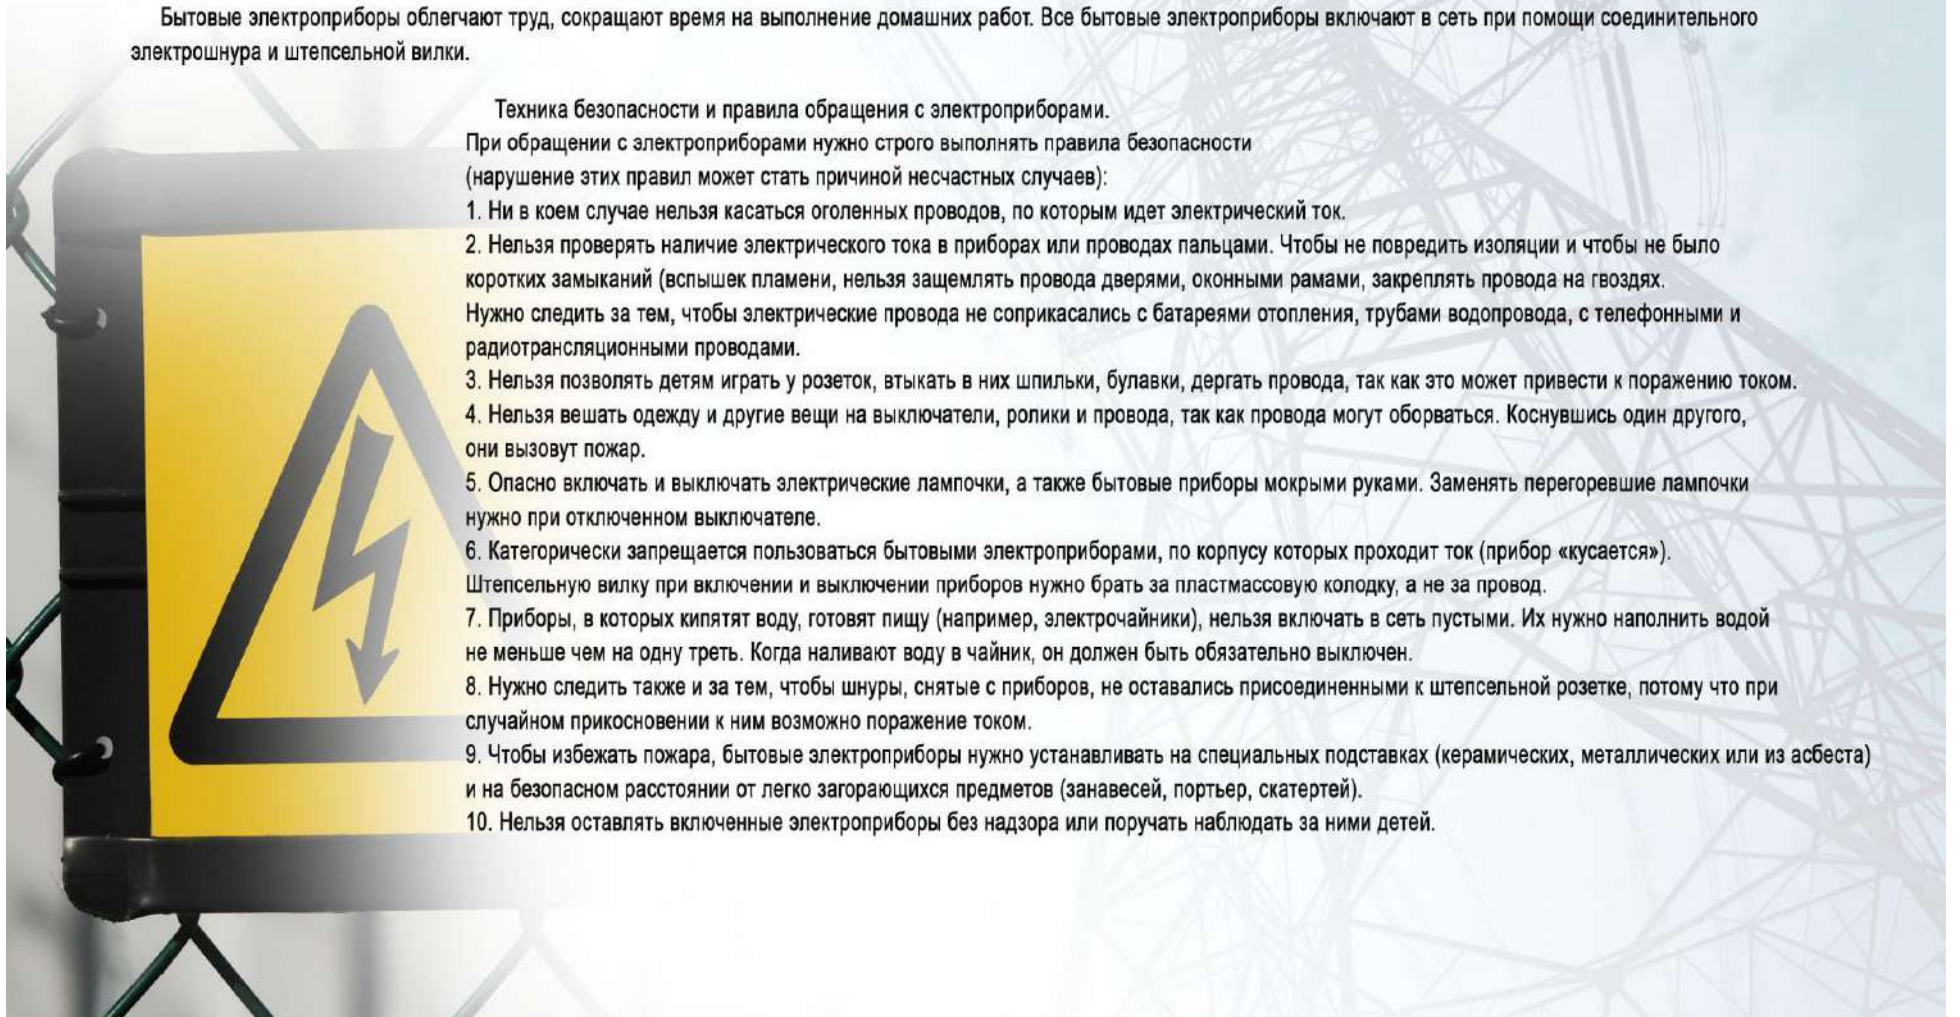 Бытовые электроприборы облегчают труд, сокращают время на выполнение домашних работ. Все бытовые электроприборы включают в сеть при помощи соединительного
электрошнура и штепсельной вилки.
Техника безопасности и правила обращения с электроприборами.
При обращении с электроприборами нужно строго выполнять правила безопасности
(нарушение этих правил может стать причиной несчастных случаев):
1. Ни в коем случае нельзя касаться оголенных проводов, по которым идет электрический ток.
2. Нельзя проверять наличие электрического тока в приборах или проводах пальцами. Чтобы не повредить изоляции и чтобы не было
коротких замыканий (вспышек пламени, нельзя защемлять провода дверями, оконными рамами, закреплять провода на гвоздях.
Нужно следить за тем, чтобы электрические провода не соприкасались с батареями отопления, трубами водопровода, с телефонными и
радиотрансляционными проводами.
3. Нельзя позволять детям играть у розеток, втыкать в них шпильки, булавки, дергать провода, так как это может привести к поражению током.
4. Нельзя вешать одежду и другие вещи на выключатели, ролики и провода, так как провода могут оборваться. Коснувшись один другого,
они вызовут пожар.
5. Опасно включать и выключать электрические лампочки, а также бытовые приборы мокрыми руками. Заменять перегоревшие лампочки
нужно при отключенном выключателе.
6. Категорически запрещается пользоваться бытовыми электроприборами, по корпусу которых проходит ток (прибор «кусается»).
Штепсельную вилку при включении и выключении приборов нужно брать за пластмассовую колодку, а не за провод.
7. Приборы, в которых кипятят воду, готовят пищу (например, электрочайники), нельзя включать в сеть пустыми. Их нужно наполнить водой
не меньше чем на одну треть. Когда наливают воду в чайник, он должен быть обязательно выключен.
8. Нужно следить также и за тем, чтобы шнуры, снятые с приборов, не оставались присоединенными к штепсельной розетке, потому что при
случайном прикосновении к ним возможно поражение током.
9. Чтобы избежать пожара, бытовые электроприборы нужно устанавливать на специальных подставках (керамических, металлических или из асбеста)
и на безопасном расстоянии от легко загорающихся предметов (занавесей, портьер, скатертей).
10. Нельзя оставлять включенные электроприборы без надзора или поручать наблюдать за ними детей.